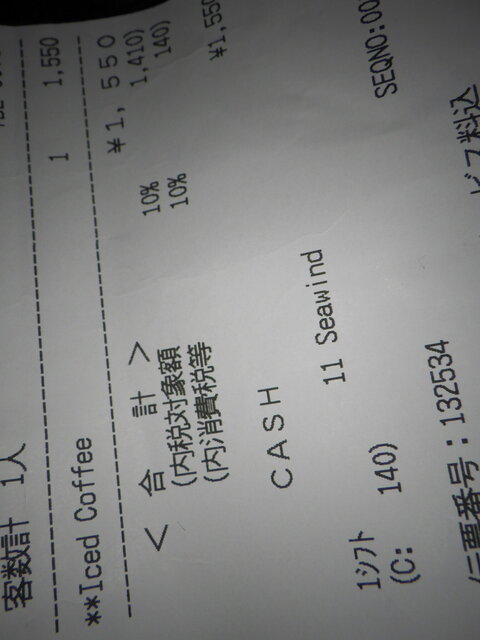 客数計 1人
**Iced Coffee 1 1,550
< 合 計 > ¥1,550
(内税対象額 10% 1,410)
(内消費税等 10% 140)
CASH ¥1,550
11 Seawind
1シフト
(C: 140) SEQNO:00
伝票番号:132534
料込